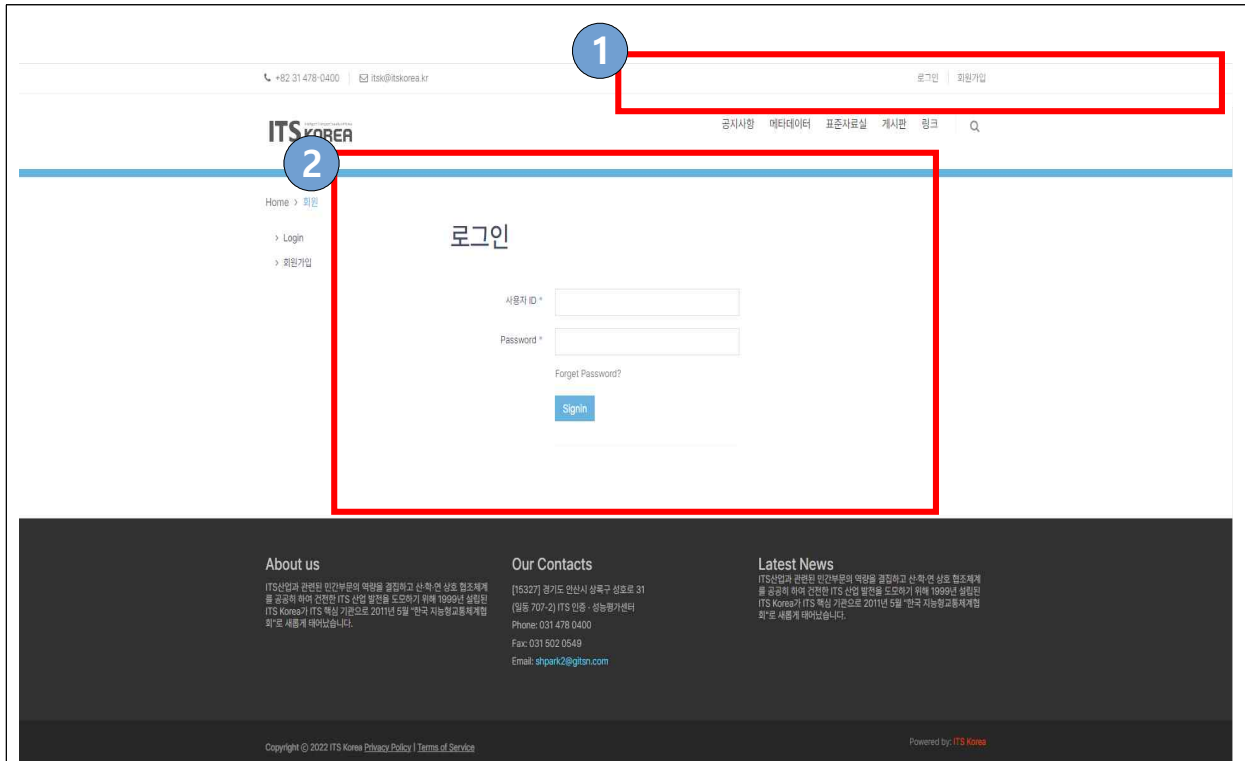 1
+82 31 478-0400
itsk@itskorea.kr
로그인
회원가입
ITS KOREA
공지사항 메타데이터 표준자료실 게시판 링크
2
Home > 회원
> Login
> 회원가입
로그인
사용자 ID *
Password *
Forget Password?
Signin
About us
ITS산업과 관련된 민간부문의 역량을 결집하고 산·학·연 상호 협조체계
를 공공히 하여 건전한 ITS 산업 발전을 도모하기 위해 1999년 설립된
ITS Korea가 ITS 핵심 기관으로 2011년 5월 "한국 지능형교통체계협
회"로 새롭게 태어났습니다.
Our Contacts
[15327] 경기도 안산시 상록구 성호로 31
(일동 707-2) ITS 인증 · 성능평가센터
Phone: 031 478 0400
Fax: 031 502 0549
Email: shpark2@gitsn.com
Latest News
ITS산업과 관련된 민간부문의 역량을 결집하고 산·학·연 상호 협조체계
를 공공히 하여 건전한 ITS 산업 발전을 도모하기 위해 1999년 설립된
ITS Korea가 ITS 핵심 기관으로 2011년 5월 "한국 지능형교통체계협
회"로 새롭게 태어났습니다.
Copyright © 2022 ITS Korea Privacy Policy | Terms of Service
Powered by: ITS Korea